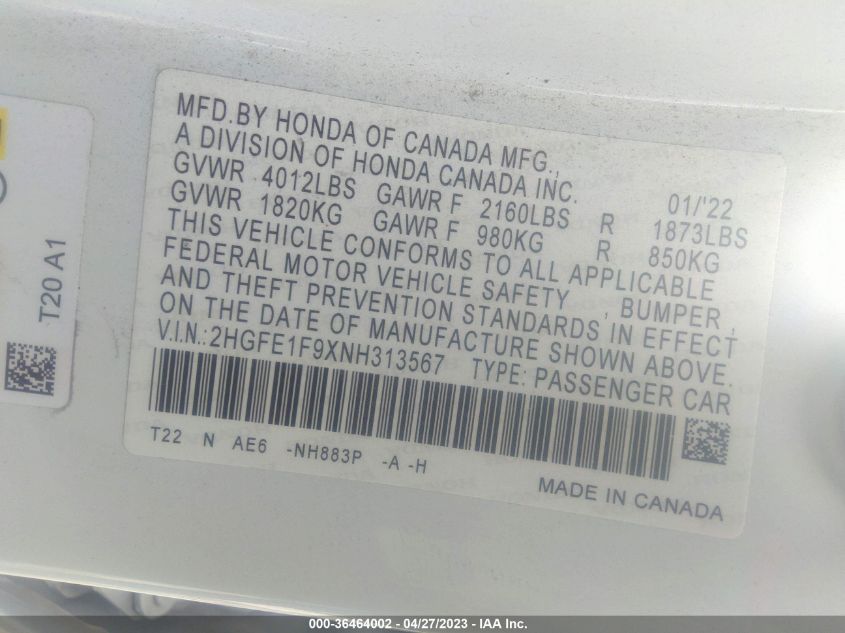 MFD.BY HONDA OF CANADA MFG.,
A DIVISION OF HONDA CANADA INC.
01/'22
GVWR 4012LBS GAWR F 2160LBS R 1873LBS
GVWR 1820KG GAWR F 980KG R 850KG
THIS VEHICLE CONFORMS TO ALL APPLICABLE
FEDERAL MOTOR VEHICLE SAFETY , BUMPER ,
AND THEFT PREVENTION STANDARDS IN EFFECT
ON THE DATE OF MANUFACTURE SHOWN ABOVE.
V.I.N.:2HGFE1F9XNH313567 TYPE: PASSENGER CAR
T22 N AE6 -NH883P -A -H
MADE IN CANADA
T20 A1
000-36464002 - 04/27/2023 - IAA Inc.